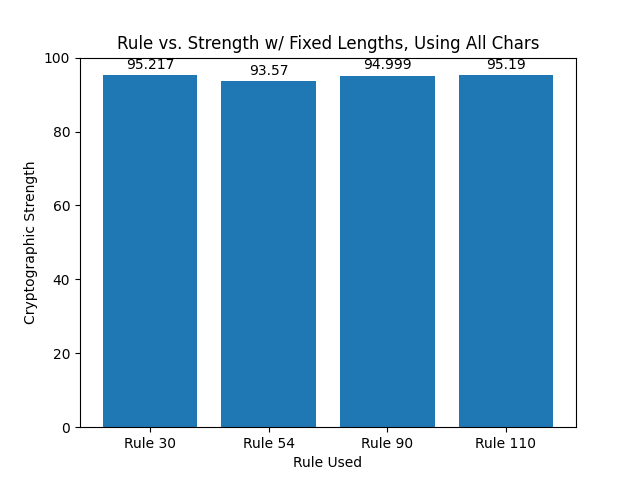 Rule vs. Strength w/ Fixed Lengths, Using All Chars
100
80
60
40
20
0
Cryptographic Strength
95.217
93.57
94.999
95.19
Rule 30
Rule 54
Rule 90
Rule 110
Rule Used